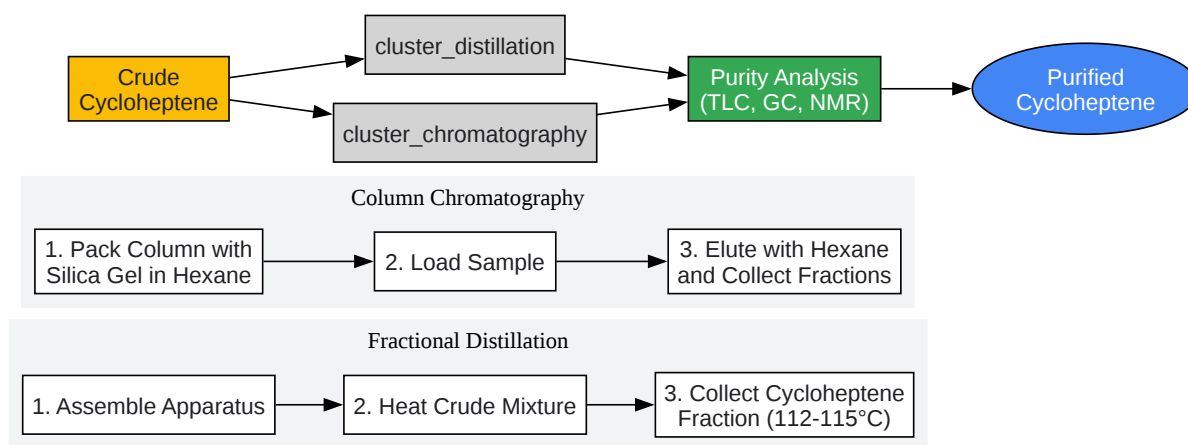 Crude
Cycloheptene
cluster_distillation
cluster_chromatography
Purity Analysis
(TLC, GC, NMR)
Purified
Cycloheptene
Column Chromatography
1. Pack Column with
Silica Gel in Hexane
2. Load Sample
3. Elute with Hexane
and Collect Fractions
Fractional Distillation
1. Assemble Apparatus
2. Heat Crude Mixture
3. Collect Cycloheptene
Fraction (112-115°C)